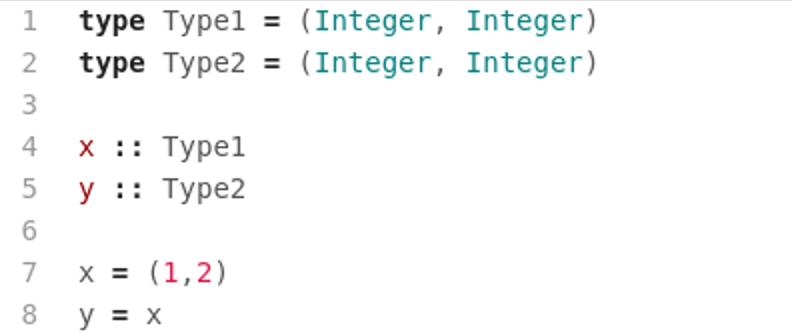 1 type Type1 = (Integer, Integer)
2 type Type2 = (Integer, Integer)
3
4 x :: Type1
5 y :: Type2
6
7 x = (1,2)
8 y = x